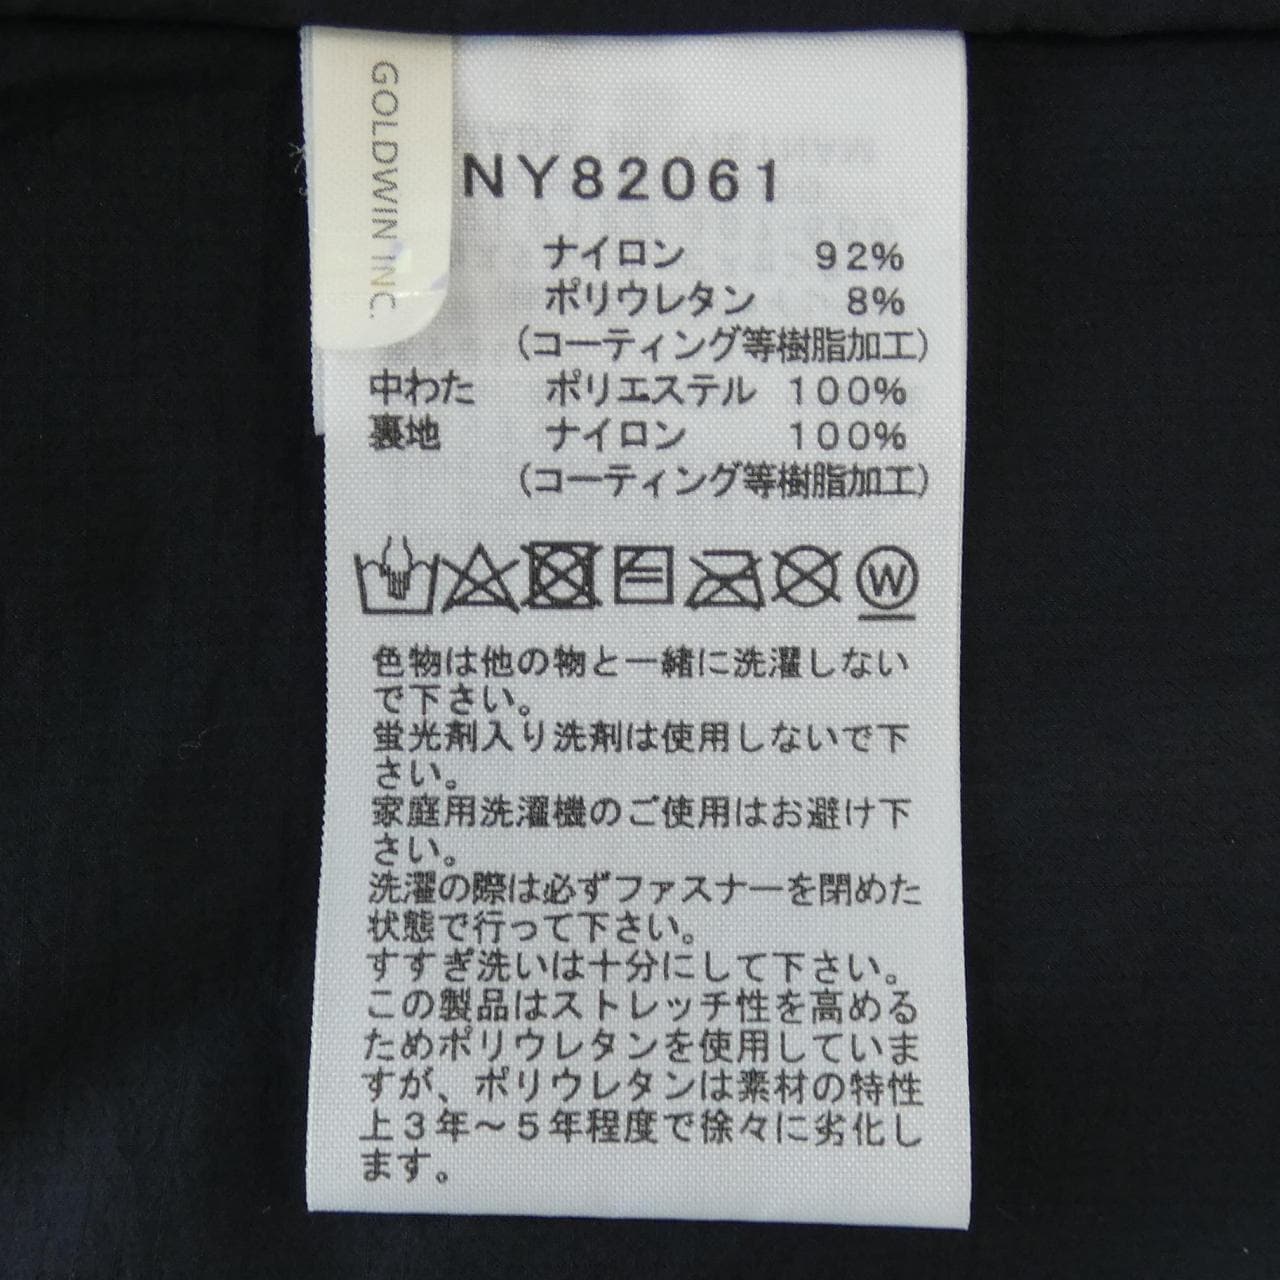 GOLDWIN INC.
NY82061
ナイロン 92%
ポリウレタン 8%
(コーティング等樹脂加工)
中わた ポリエステル 100%
裏地 ナイロン 100%
(コーティング等樹脂加工)
W
色物は他の物と一緒に洗濯しない
で下さい。
蛍光剤入り洗剤は使用しないで下
さい。
家庭用洗濯機のご使用はお避け下
さい。
洗濯の際は必ずファスナーを閉めた
状態で行って下さい。
すすぎ洗いは十分にして下さい。
この製品はストレッチ性を高める
ためポリウレタンを使用していま
すが、ポリウレタンは素材の特性
上3年〜5年程度で徐々に劣化し
ます。